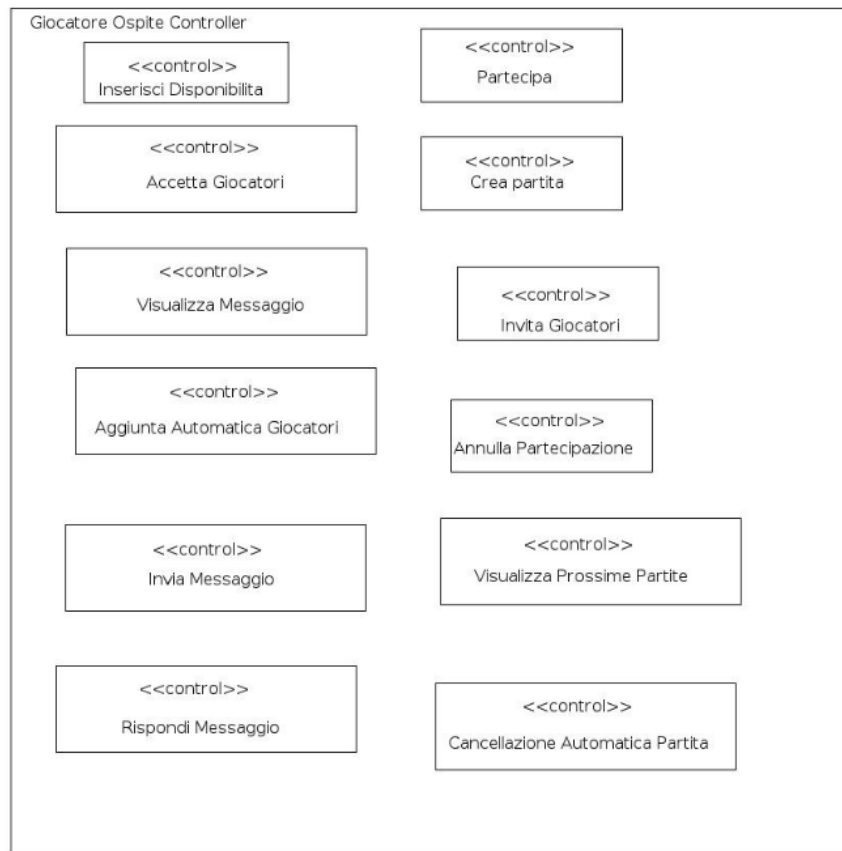 Giocatore Ospite Controller
<<control>>
Inserisci Disponibilita
<<control>>
Partecipa
<<control>>
Accetta Giocatori
<<control>>
Crea partita
<<control>>
Visualizza Messaggio
<<control>>
Invita Giocatori
<<control>>
Aggiunta Automatica Giocatori
<<control>>
Annulla Partecipazione
<<control>>
Invia Messaggio
<<control>>
Visualizza Prossime Partite
<<control>>
Rispondi Messaggio
<<control>>
Cancellazione Automatica Partita